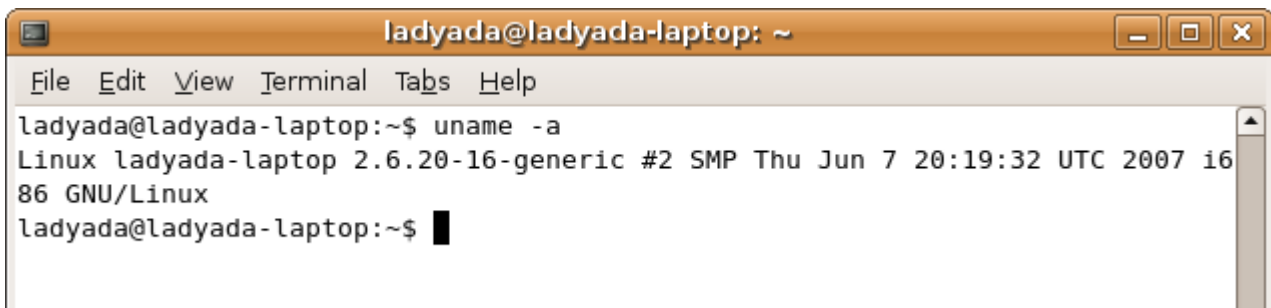 ladyada@ladyada-laptop: ~
File Edit View Terminal Tabs Help
ladyada@ladyada-laptop:~$ uname -a
Linux ladyada-laptop 2.6.20-16-generic #2 SMP Thu Jun 7 20:19:32 UTC 2007 i6
86 GNU/Linux
ladyada@ladyada-laptop:~$